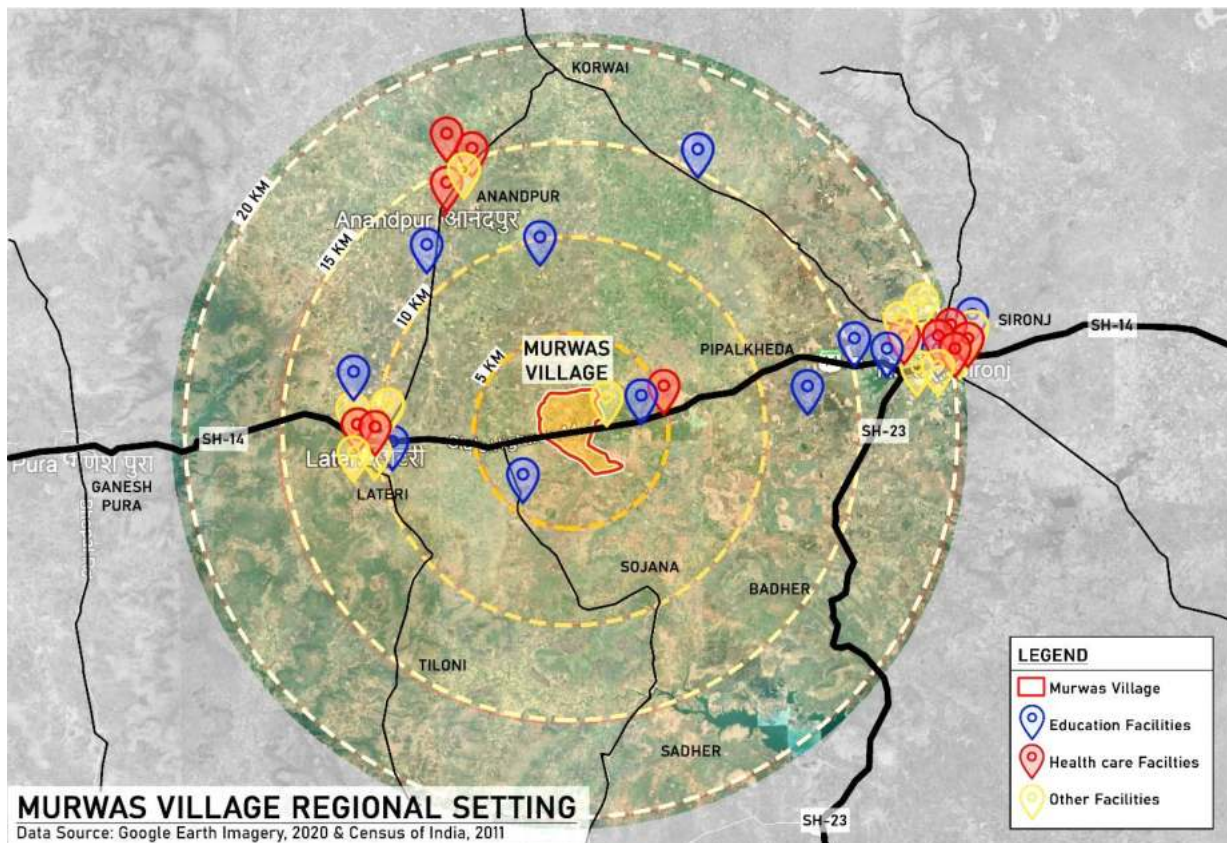 KORWAI
20 KM
ANANDPUR
Anandpur आनंदपुर
15 KM
10 KM
SIRONJ
SH-14
5 KM
MURWAS
VILLAGE
PIPALKHEDA
SH-14
SH-23
Pura
GANESH
PURA
Lateri
LATERI
SOJANA
BADHER
TILONI
SADHER
SH-23
LEGEND
Murwas Village
Education Facilities
Health care Facilties
Other Facilities
MURWAS VILLAGE REGIONAL SETTING
Data Source: Google Earth Imagery, 2020 & Census of India, 2011